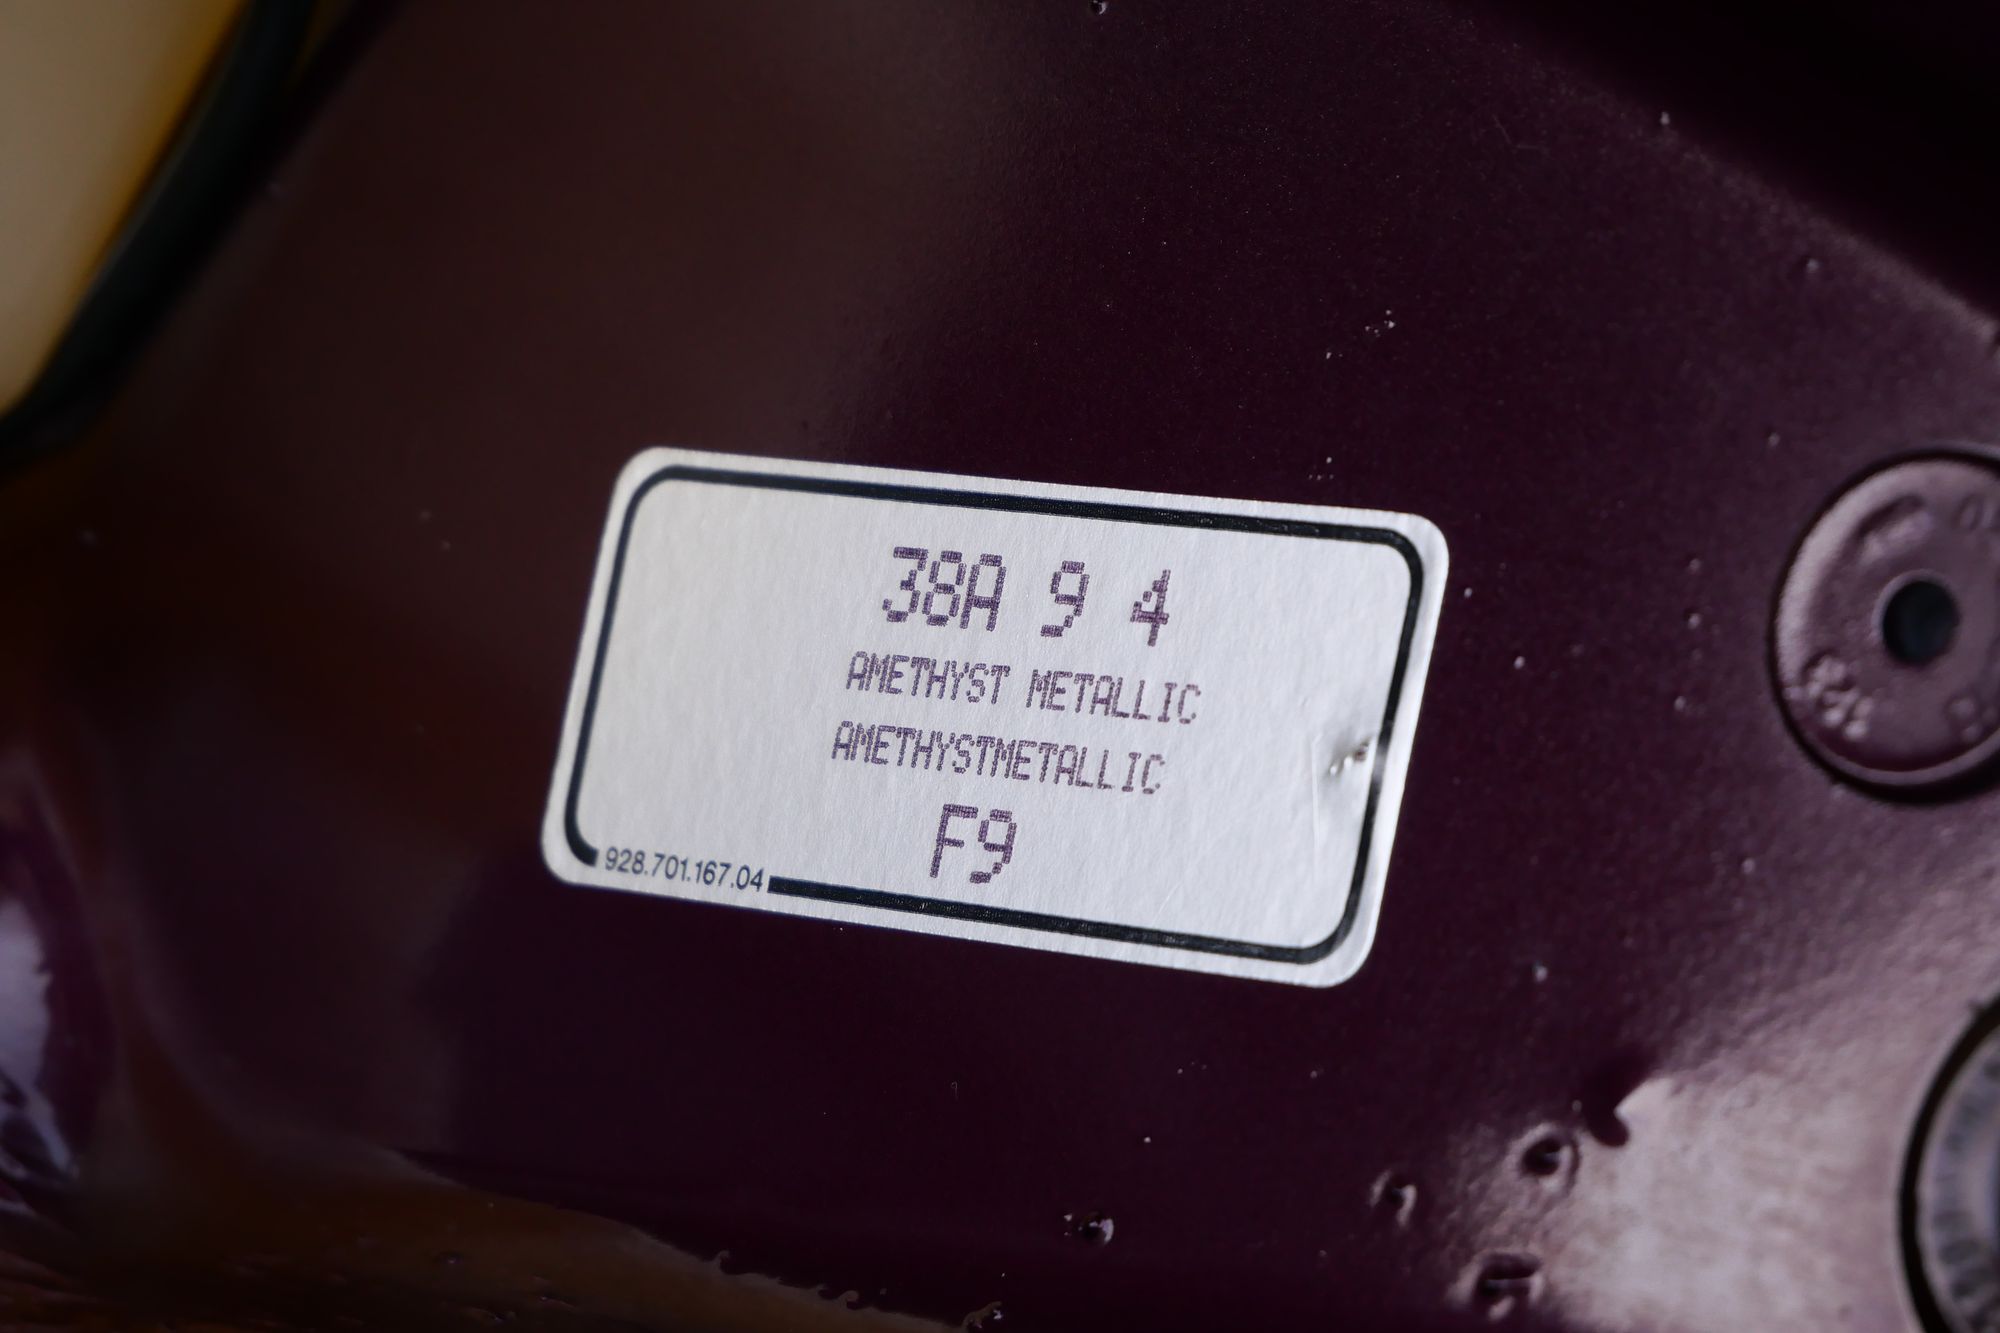 38A 9 4
AMETHYST METALLIC
AMETHYSTMETALLIC
F9
928.701.167.04